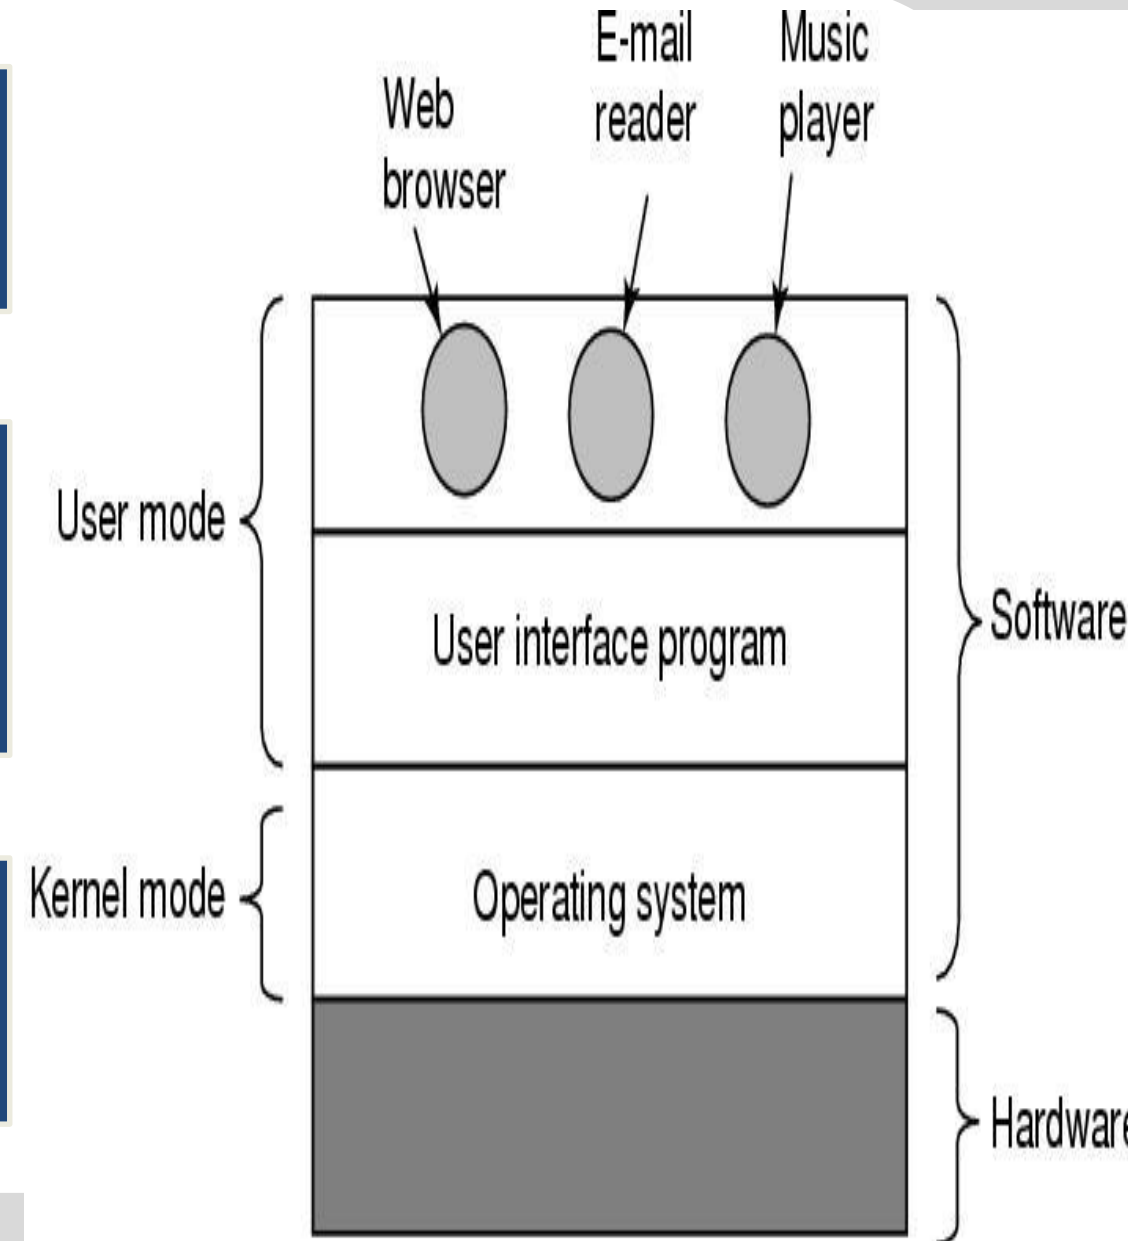 E-mail
reader
Music
player
Web
browser
User mode
Software
User interface program
Kernel mode
Operating system
Hardware